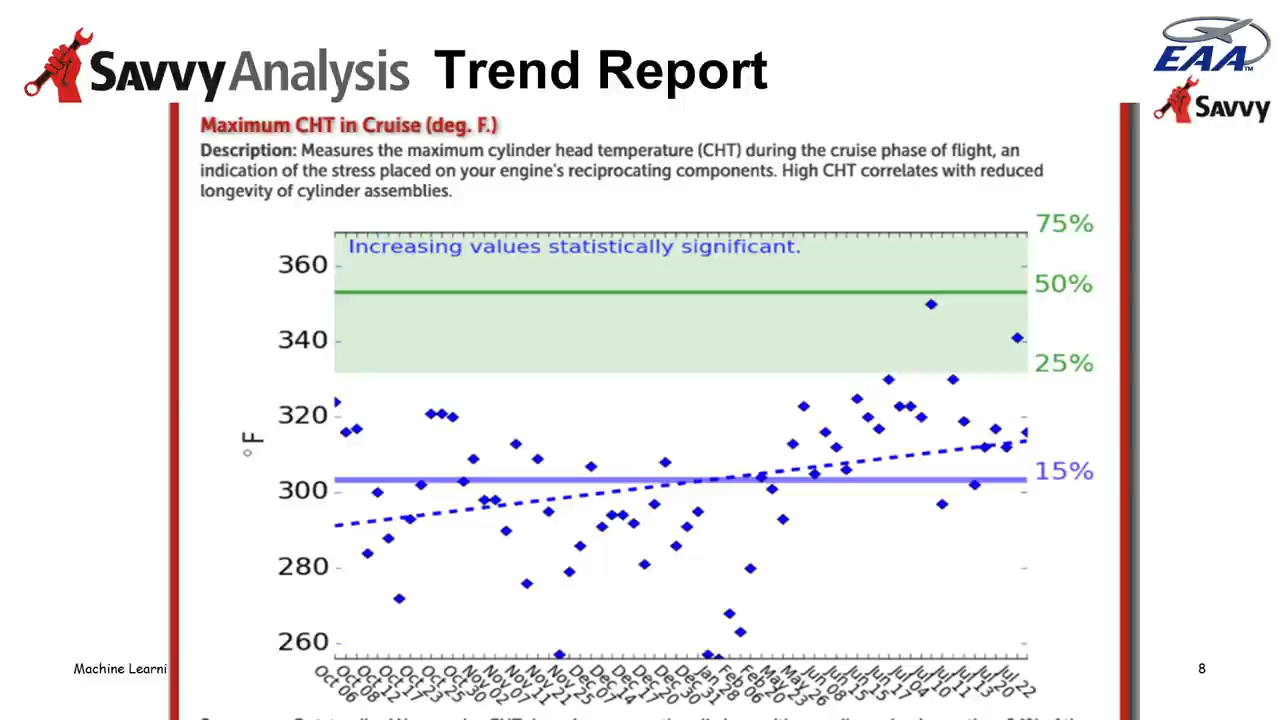 SavvyAnalysis Trend Report
EAA
Savvy
Maximum CHT in Cruise (deg. F.)
Description: Measures the maximum cylinder head temperature (CHT) during the cruise phase of flight, an
indication of the stress placed on your engine's reciprocating components. High CHT correlates with reduced
longevity of cylinder assemblies.
Increasing values statistically significant.
75%
50%
25%
15%
360
340
320
300
280
260
°F
Oct 06
Oct 08
Oct 12
Oct 23
Oct 25
Oct 30
Nov 02
Nov 07
Nov 11
Nov 21
Nov 25
Dec 07
Dec 14
Dec 17
Dec 20
Dec 30
Dec 31
Jan 28
Feb 06
Feb 20
May 23
May 26
Jun 08
Jun 15
Jun 15
Jun 17
Jul 04
Jul 10
Jul 11
Jul 13
Jul 20
Jul 22
Machine Learni
8